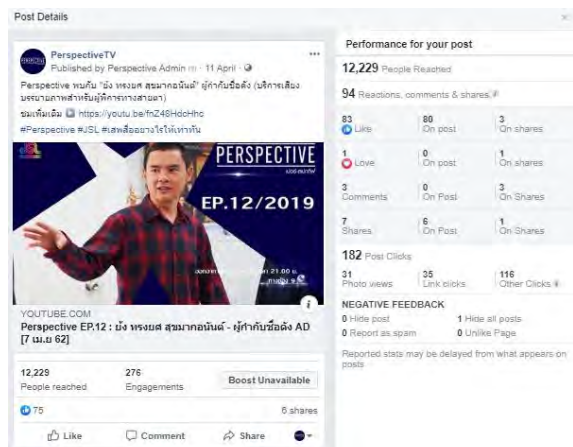 Post Details
PerspectiveTV
Published by Perspective Admin · 11 April ·
Perspective พบกับ "ย้ง ทรงยศ สุขมากอนันต์" ผู้กำกับชื่อดัง (บริการเสียง
บรรยายภาพสำหรับผู้พิการทางสายตา)
ชมเพิ่มเติม https://youtu.be/fnZ48HdcHhc
#Perspective #JSL #เสพสื่ออย่างไรให้เท่าทัน
JSL
PERSPECTIVE
EP.12/2019
YOUTUBE.COM
Perspective EP.12 : ย้ง ทรงยศ สุขมากอนันต์ - ผู้กำกับชื่อดัง AD
[7 เม.ย 62]
12,229
People reached
276
Engagements
Boost Unavailable
75
6 shares
Like
Comment
Share
Performance for your post
12,229 People Reached
94 Reactions, comments & shares
83
Like
80
On post
3
On shares
1
Love
0
On post
1
On shares
3
Comments
0
On Post
3
On Shares
7
Shares
6
On Post
1
On Shares
182 Post Clicks
31
Photo views
35
Link clicks
116
Other Clicks
NEGATIVE FEEDBACK
0 Hide post
1 Hide all posts
0 Report as spam
0 Unlike Page
Reported stats may be delayed from what appears on
posts